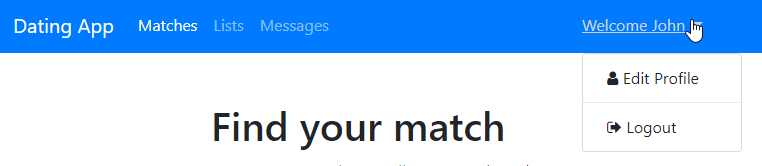 Dating App Matches Lists Messages Welcome John
Edit Profile
Find your match
Logout